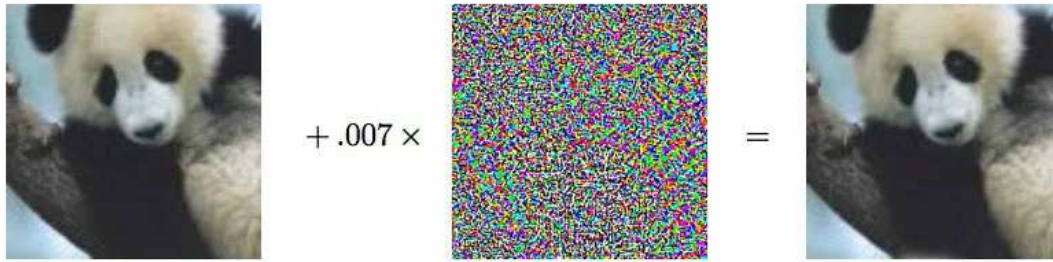 + .007 × =